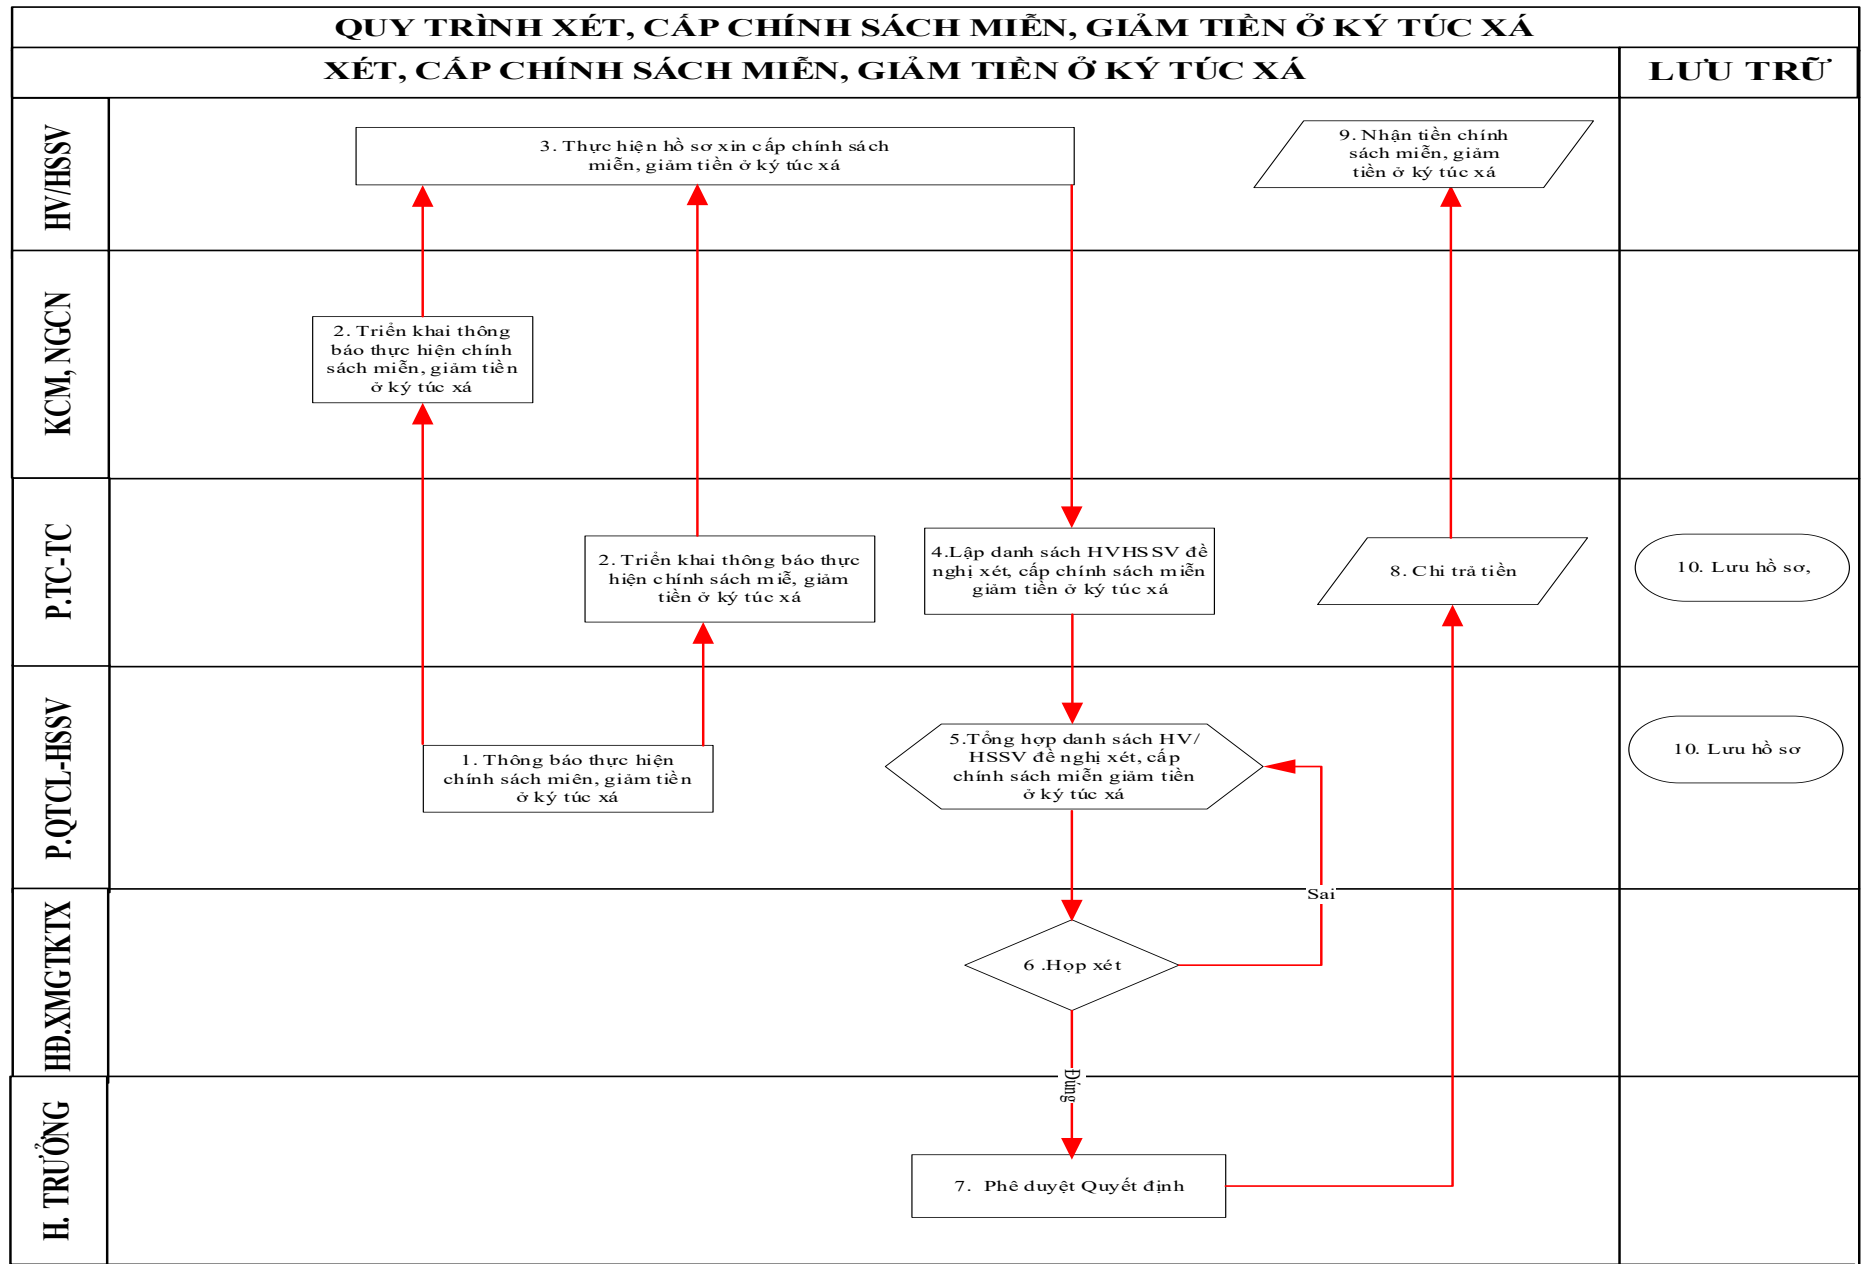 QUY TRÌNH XÉT, CẤP CHÍNH SÁCH MIỄN, GIẢM TIỀN Ở KÝ TÚC XÁ
XÉT, CẤP CHÍNH SÁCH MIỄN, GIẢM TIỀN Ở KÝ TÚC XÁ
LƯU TRỮ
HV/HSSV
3. Thực hiện hồ sơ xin cấp chính sách
miễn, giảm tiền ở ký túc xá
9. Nhận tiền chính
sách miễn, giảm
tiền ở ký túc xá
KCM, NGCN
2. Triển khai thông
báo thực hiện chính
sách miễn, giảm tiền
ở ký túc xá
P.TC-TC
2. Triển khai thông báo thực
hiện chính sách miễ, giảm
tiền ở ký túc xá
4.Lập danh sách HVHSSV đề
nghị xét, cấp chính sách miễn
giảm tiền ở ký túc xá
8. Chi trả tiền
10. Lưu hồ sơ,
P.QTCL-HSSV
1. Thông báo thực hiện
chính sách miên, giảm tiền
ở ký túc xá
5.Tổng hợp danh sách HV/
HSSV đề nghị xét, cấp
chính sách miễn giảm tiền
ở ký túc xá
10. Lưu hồ sơ
Sai
HĐ.XMGTKTX
6 .Họp xét
Đúng
H. TRƯỞNG
7. Phê duyệt Quyết định